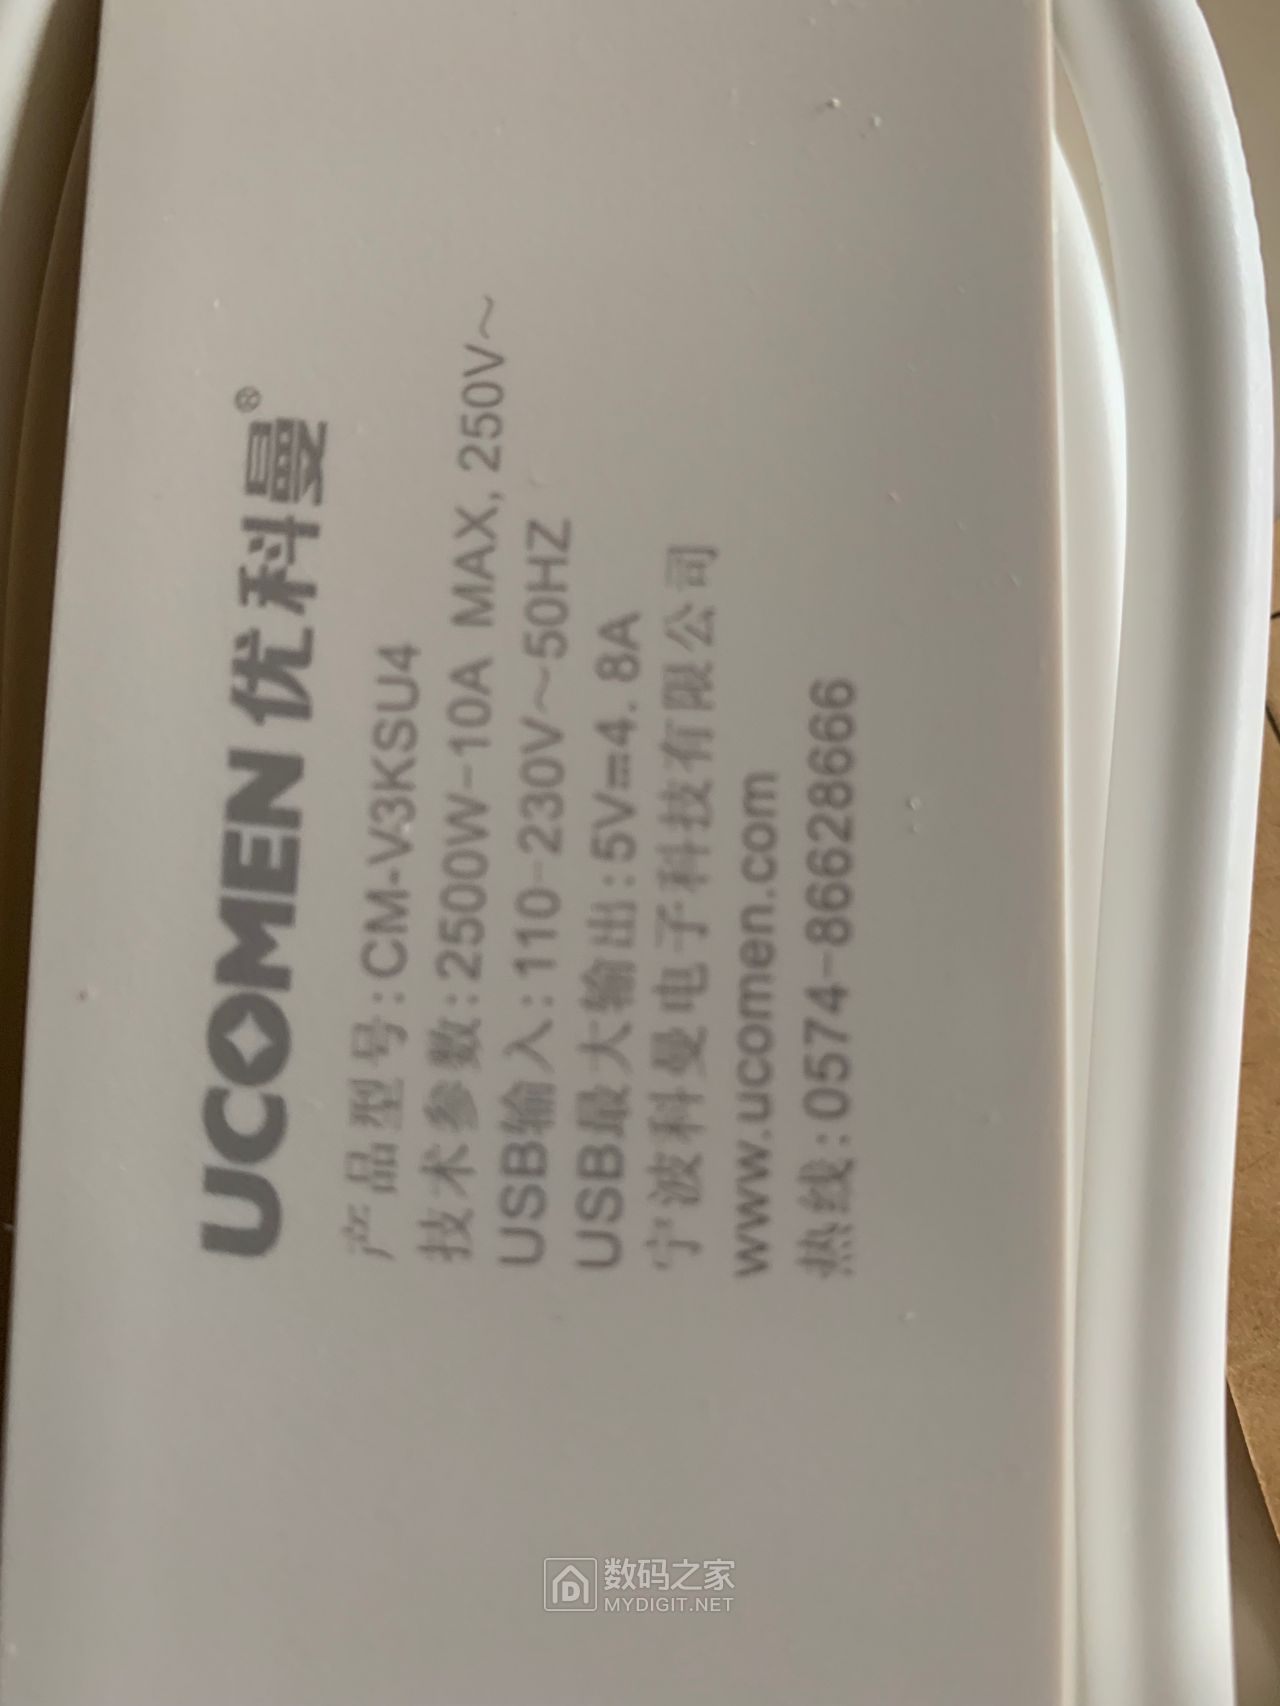 UCOMEN 优科曼®
产品型号:CM-V3KSU4
技术参数:2500W-10A MAX, 250V～
USB输入:110-230V～50HZ
USB最大输出:5V⎓4.8A
宁波科曼电子科技有限公司
www.ucomen.com
热线:0574-86628666
数码之家
MYDIGIT.NET